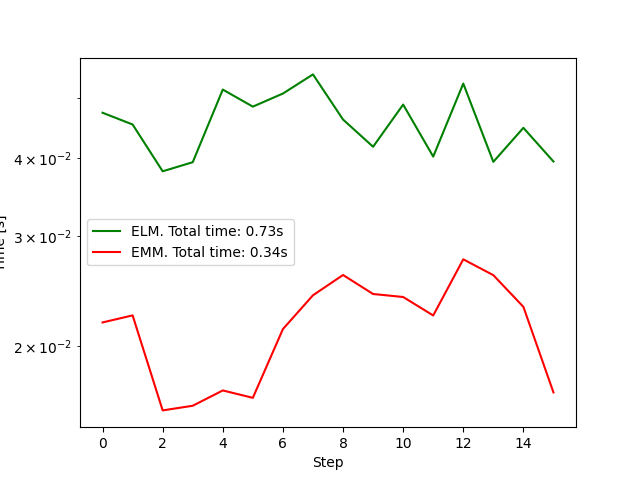 4×10⁻²
3×10⁻²
2×10⁻²
ELM. Total time: 0.73s
EMM. Total time: 0.34s
0 2 4 6 8 10 12 14
Step